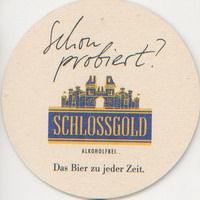 Schon
probiert?
SCHLOSSGOLD
ALKOHOLFREI.
Das Bier zu jeder Zeit.